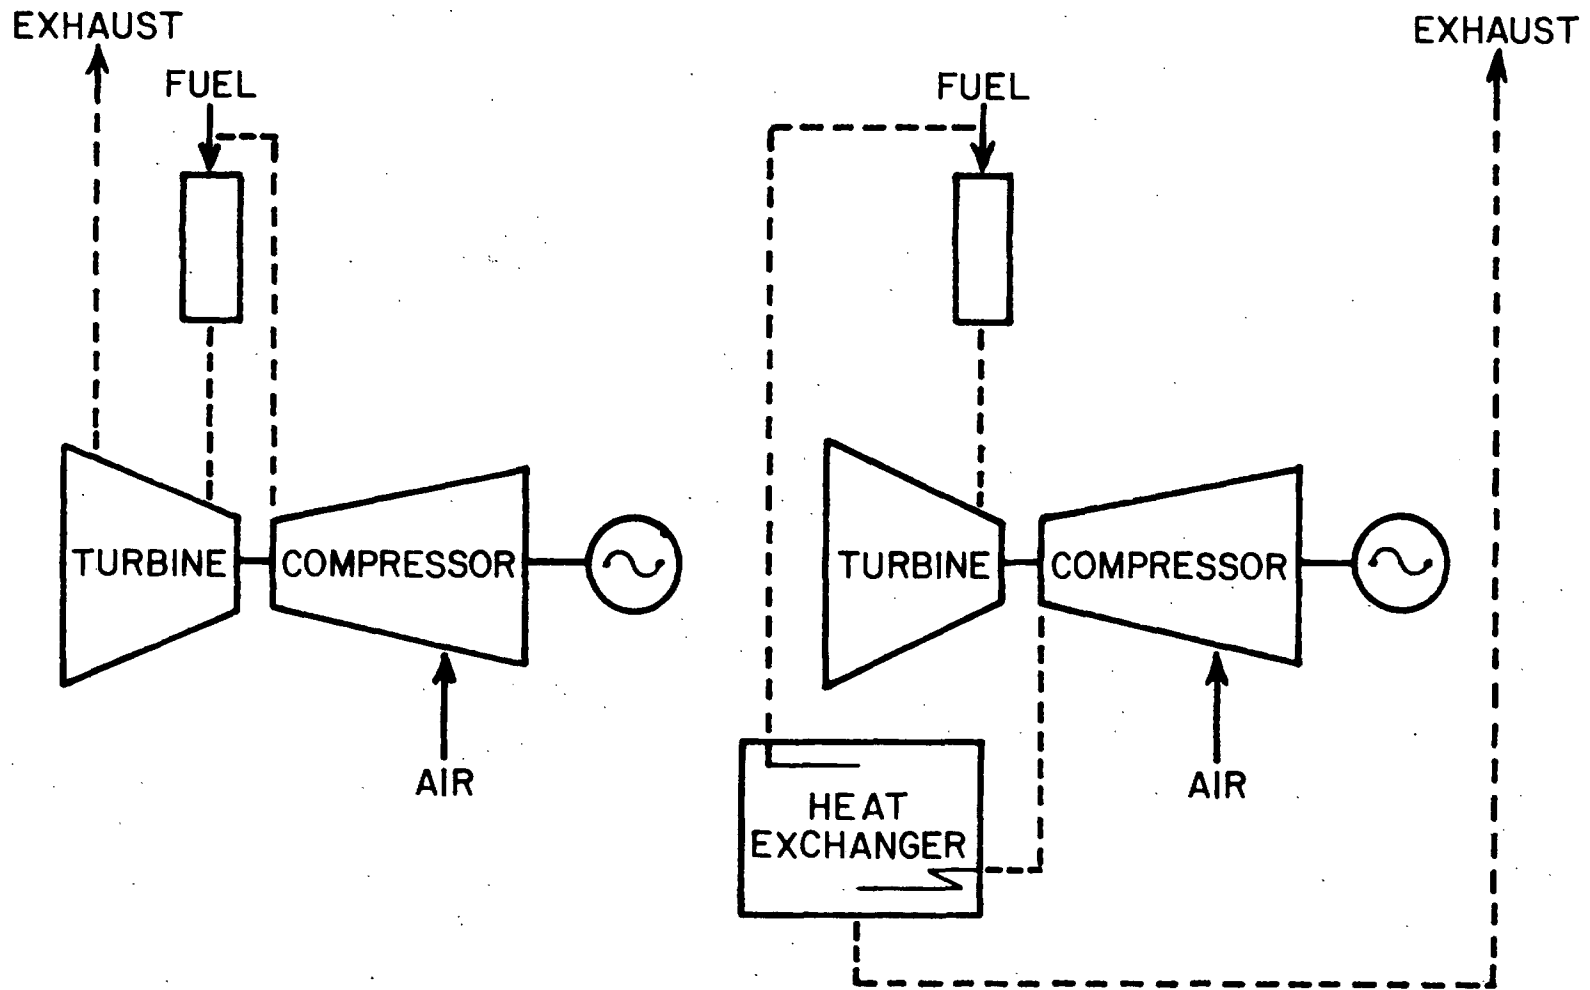 EXHAUST
FUEL
TURBINE
COMPRESSOR
AIR
EXHAUST
FUEL
TURBINE
COMPRESSOR
AIR
HEAT
EXCHANGER